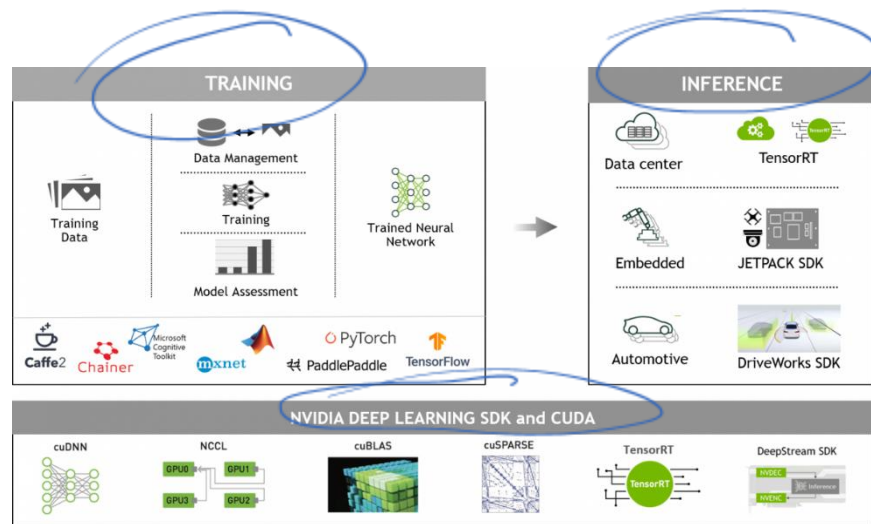 TRAINING
Training
Data
Data Management
Training
Model Assessment
Trained Neural
Network
Caffe2
Chainer
Microsoft
Cognitive
Toolkit
mxnet
PyTorch
PaddlePaddle
TensorFlow
INFERENCE
Data center
TensorRT
TensorRT
Embedded
JETPACK SDK
Automotive
DriveWorks SDK
NVIDIA DEEP LEARNING SDK and CUDA
cuDNN
NCCL
GPU0
GPU1
GPU3
GPU2
cuBLAS
cuSPARSE
TensorRT
TensorRT
DeepStream SDK
NVDEC
Inference
NVENC